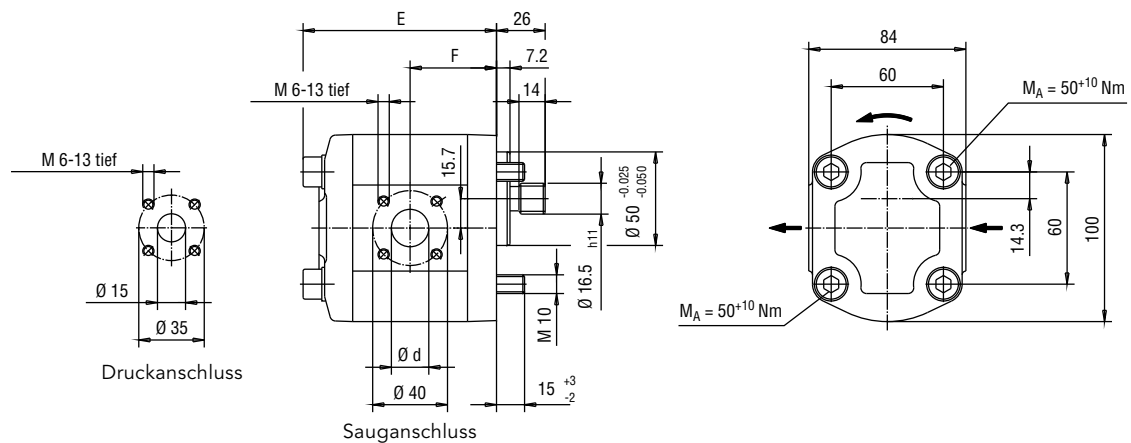 E
26
F
7.2
M 6-13 tief
14
15.7
M 6-13 tief
Ø 15
Ø 35
Druckanschluss
Ø 50 -0.025 -0.050
Ø 16.5 h11
M 10
Ø d
Ø 40
15 +3 -2
Sauganschluss
84
60
MA = 50+10 Nm
14.3
60
100
MA = 50+10 Nm